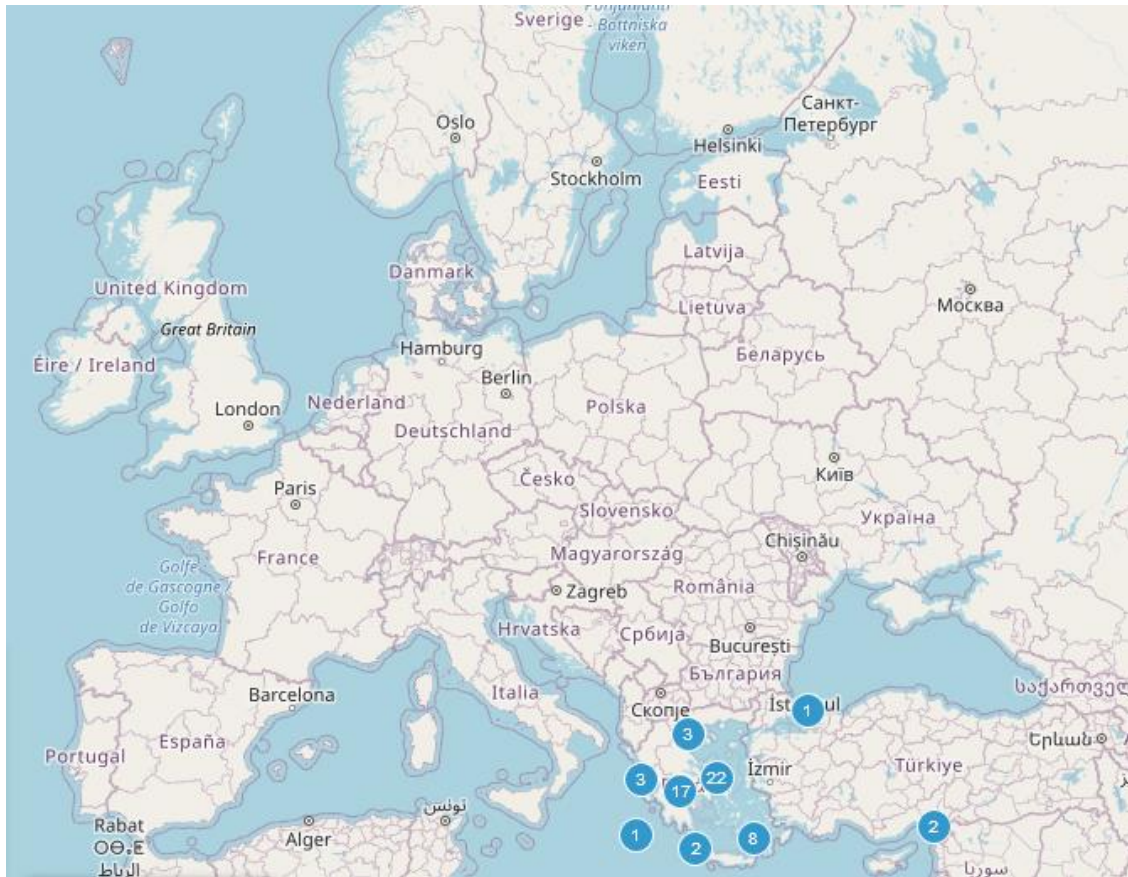 Sverige
- Bottniska
viken
Oslo
Stockholm
Helsinki
Санкт-
Петербург
Eesti
Latvija
Danmark
Lietuva
Москва
United Kingdom
Great Britain
Éire / Ireland
Hamburg
Беларусь
Berlin
Nederland
London
Deutschland
Polska
Česko
Київ
Paris
Slovensko
Україна
France
Magyarország
Chișinău
Golfe
de Gascogne /
Golfo
de Vizcaya
România
Zagreb
Hrvatska
Србија
București
България
Italia
Barcelona
Скопје
1
3
Portugal
España
Երևան
İzmir
Türkiye
3
17
22
Rabat
ⵔⴱⴰⵟ
الرباط
Alger
تونس
1
2
8
2
سوريا